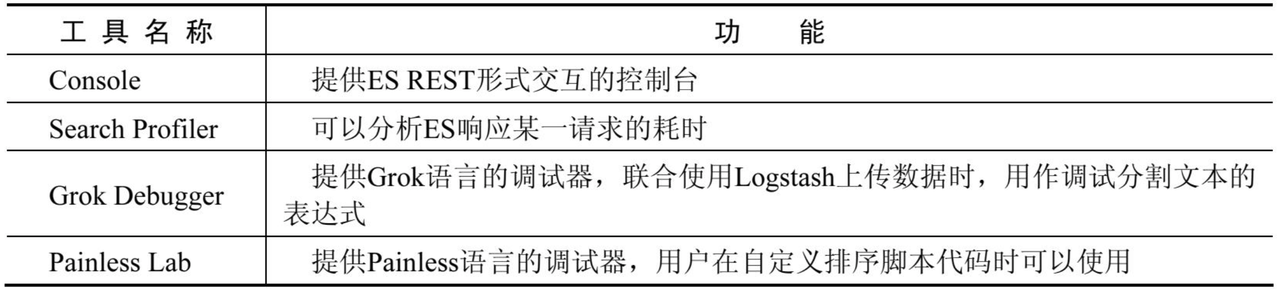 工具名称 功能
Console 提供ES REST形式交互的控制台
Search Profiler 可以分析ES响应某一请求的耗时
Grok Debugger 提供Grok语言的调试器，联合使用Logstash上传数据时，用作调试分割文本的
表达式
Painless Lab 提供Painless语言的调试器，用户在自定义排序脚本代码时可以使用